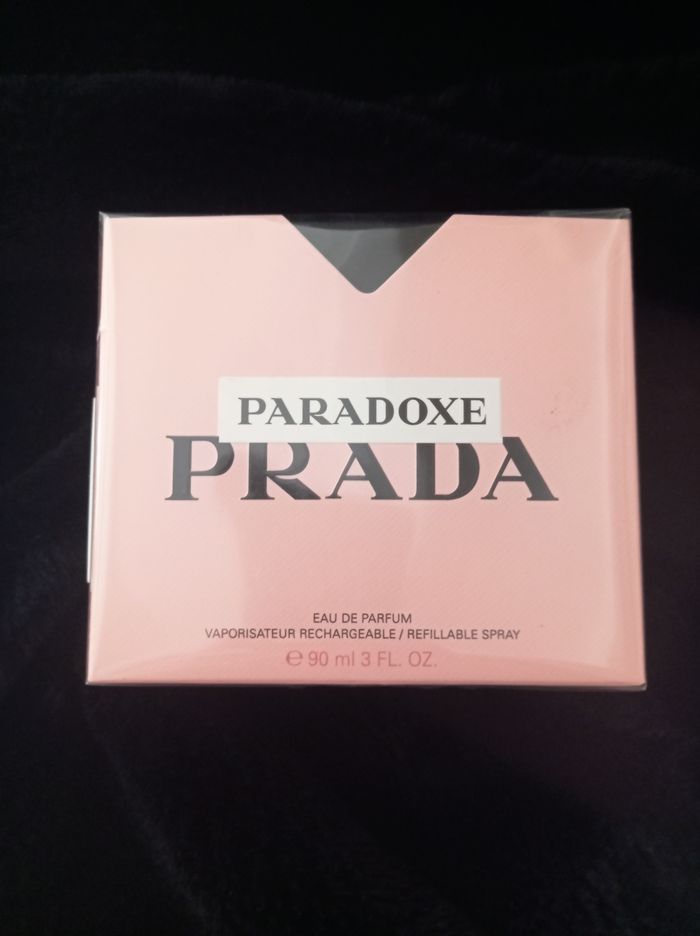 PARADOXE
PRADA
EAU DE PARFUM
VAPORISATEUR RECHARGEABLE / REFILLABLE SPRAY
℮ 90 ml 3 FL. OZ.